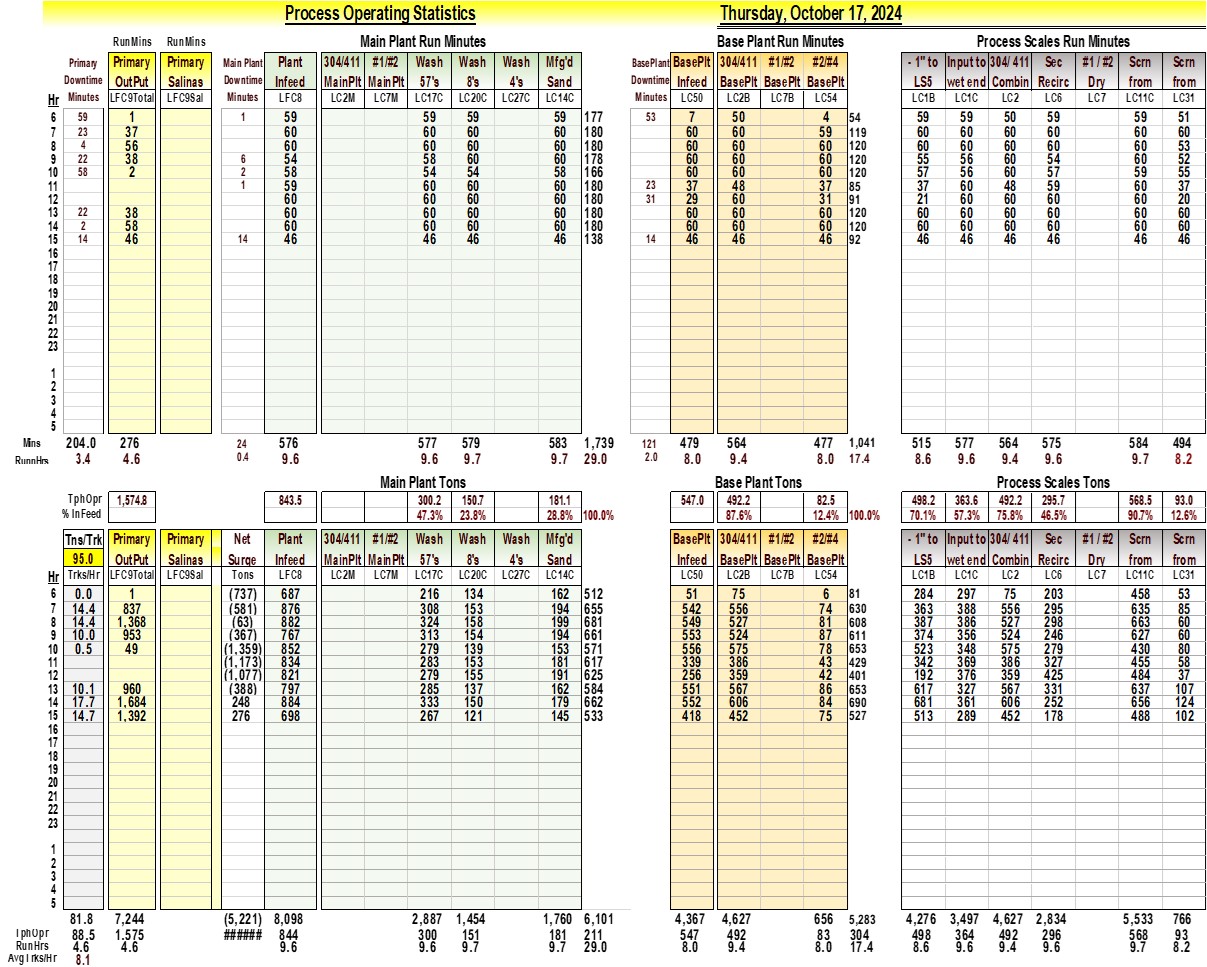 Process Operating Statistics Thursday, October 17, 2024
RunMins RunMins Main Plant Run Minutes Base Plant Run Minutes Process Scales Run Minutes
Primary Primary Primary Main Plant Plant 304/411 #1/#2 Wash Wash Wash Mfg'd BasePlant BasePlt 304/411 #1/#2 #2/#4 - 1" to Input to 304/ 411 Sec #1 / #2 Scrn Scrn
Downtime OutPut Salinas Downtime Infeed MainPlt MainPlt 57's 8's 4's Sand Downtime Infeed BasePlt BasePlt BasePlt LS5 wet end Combin Recirc Dry from from
Hr Minutes LFC9Total LFC9Sal Minutes LFC8 LC2M LC7M LC17C LC20C LC27C LC14C Minutes LC50 LC2B LC7B LC54 LC1B LC1C LC2 LC6 LC7 LC11C LC31
6 59 1 1 59 59 59 59 177 53 7 50 4 54 59 59 50 59 59 51
7 23 37 60 60 60 60 180 60 60 59 119 60 60 60 60 60 60
8 4 56 60 60 60 60 180 60 60 60 120 60 60 60 60 60 53
9 22 38 6 54 58 60 60 178 60 60 60 120 55 56 60 54 60 52
10 58 2 2 58 54 54 58 166 60 60 60 120 57 56 60 57 59 55
11 1 59 60 60 60 180 23 37 48 37 85 37 60 48 59 60 37
12 60 60 60 60 180 31 29 60 31 91 21 60 60 60 60 20
13 22 38 60 60 60 60 180 60 60 60 120 60 60 60 60 60 60
14 2 58 60 60 60 60 180 60 60 60 120 60 60 60 60 60 60
15 14 46 14 46 46 46 46 138 14 46 46 46 92 46 46 46 46 46 46
16
17
18
19
20
21
22
23
1
2
3
4
5
Mins 204.0 276 24 576 577 579 583 1,739 121 479 564 477 1,041 515 577 564 575 584 494
RunnHrs 3.4 4.6 0.4 9.6 9.6 9.7 9.7 29.0 2.0 8.0 9.4 8.0 17.4 8.6 9.6 9.4 9.6 9.7 8.2
Main Plant Tons Base Plant Tons Process Scales Tons
TphOpr 1,574.8 843.5 300.2 150.7 181.1 547.0 492.2 82.5 498.2 363.6 492.2 295.7 568.5 93.0
% InFeed 47.3% 23.8% 28.8% 100.0% 87.6% 12.4% 100.0% 70.1% 57.3% 75.8% 46.5% 90.7% 12.6%
Tns/Trk Primary Primary Net Plant 304/411 #1/#2 Wash Wash Wash Mfg'd BasePlt 304/411 #1/#2 #2/#4 - 1" to Input to 304/ 411 Sec #1 / #2 Scrn Scrn
95.0 OutPut Salinas Surge Infeed MainPlt MainPlt 57's 8's 4's Sand Infeed BasePlt BasePlt BasePlt LS5 wet end Combin Recirc Dry from from
Hr Trks/Hr LFC9Total LFC9Sal Tons LFC8 LC2M LC7M LC17C LC20C LC27C LC14C LC50 LC2B LC7B LC54 LC1B LC1C LC2 LC6 LC7 LC11C LC31
6 0.0 1 (737) 687 216 134 162 512 51 75 6 81 284 297 75 203 458 53
7 14.4 837 (581) 876 308 153 194 655 542 556 74 630 363 388 556 295 635 85
8 14.4 1,368 (63) 882 324 158 199 681 549 527 81 608 387 386 527 298 663 60
9 10.0 953 (367) 767 313 154 194 661 553 524 87 611 374 356 524 246 627 60
10 0.5 49 (1,359) 852 279 139 153 571 556 575 78 653 523 348 575 279 430 80
11 (1,173) 834 283 153 181 617 339 386 43 429 342 369 386 327 455 58
12 (1,077) 821 279 155 191 625 256 359 42 401 192 376 359 425 484 37
13 10.1 960 (388) 797 285 137 162 584 551 567 86 653 617 327 567 331 637 107
14 17.7 1,684 248 884 333 150 179 662 552 606 84 690 681 361 606 252 656 124
15 14.7 1,392 276 698 267 121 145 533 418 452 75 527 513 289 452 178 488 102
16
17
18
19
20
21
22
23
1
2
3
4
5
81.8 7,244 (5,221) 8,098 2,887 1,454 1,760 6,101 4,367 4,627 656 5,283 4,276 3,497 4,627 2,834 5,533 766
TphOpr 88.5 1,575 ###### 844 300 151 181 211 547 492 83 304 498 364 492 296 568 93
RunHrs 4.6 4.6 9.6 9.6 9.7 9.7 29.0 8.0 9.4 8.0 17.4 8.6 9.6 9.4 9.6 9.7 8.2
AvgTrks/Hr 8.1